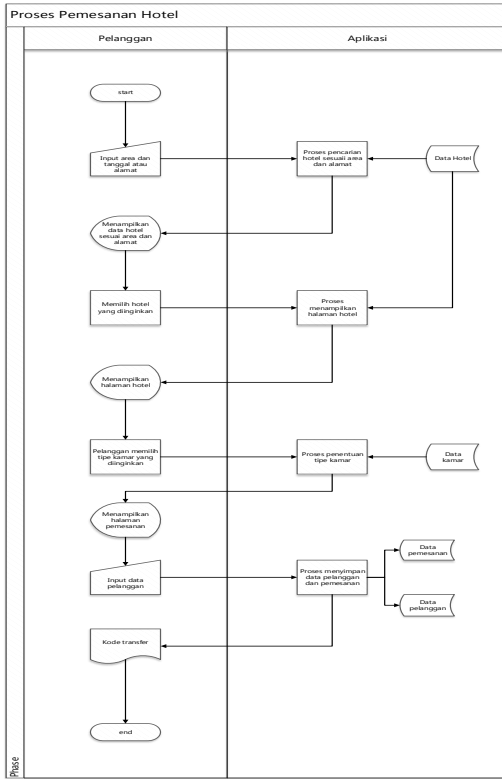 Proses Pemesanan Hotel
Pelanggan
Aplikasi
start
Input area dan
tanggal atau
alamat
Proses pencarian
hotel sesuaii area
dan alamat
Data Hotel
Menampilkan
data hotel
sesuai area dan
alamat
Memilih hotel
yang diinginkan
Proses
menampilkan
halaman hotel
Menampilkan
halaman hotel
Pelanggan memilih
tipe kamar yang
diinginkan
Proses penentuan
tipe kamar
Data
kamar
Menampilkan
halaman
pemesanan
Input data
pelanggan
Proses menyimpan
data pelanggan
dan pemesanan
Data
pemesanan
Data
pelanggan
Kode transfer
end
Phase